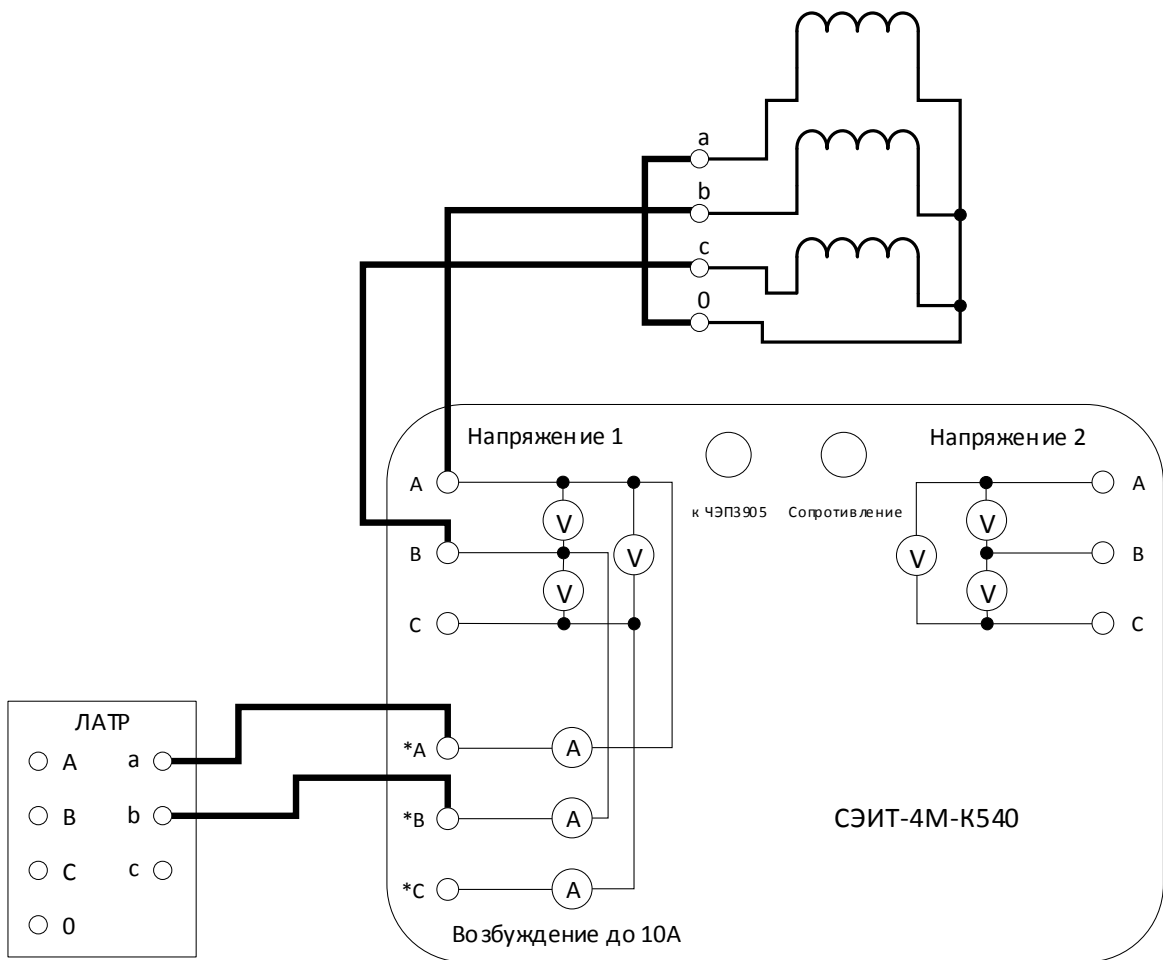 a
b
c
0
Напряжение 1
Напряжение 2
к ЧЭП3905
Сопротивление
A
B
C
V
V
V
V
V
V
A
B
C
ЛАТР
A
a
B
b
C
c
0
*A
A
*B
A
*C
A
СЭИТ-4М-К540
Возбуждение до 10А